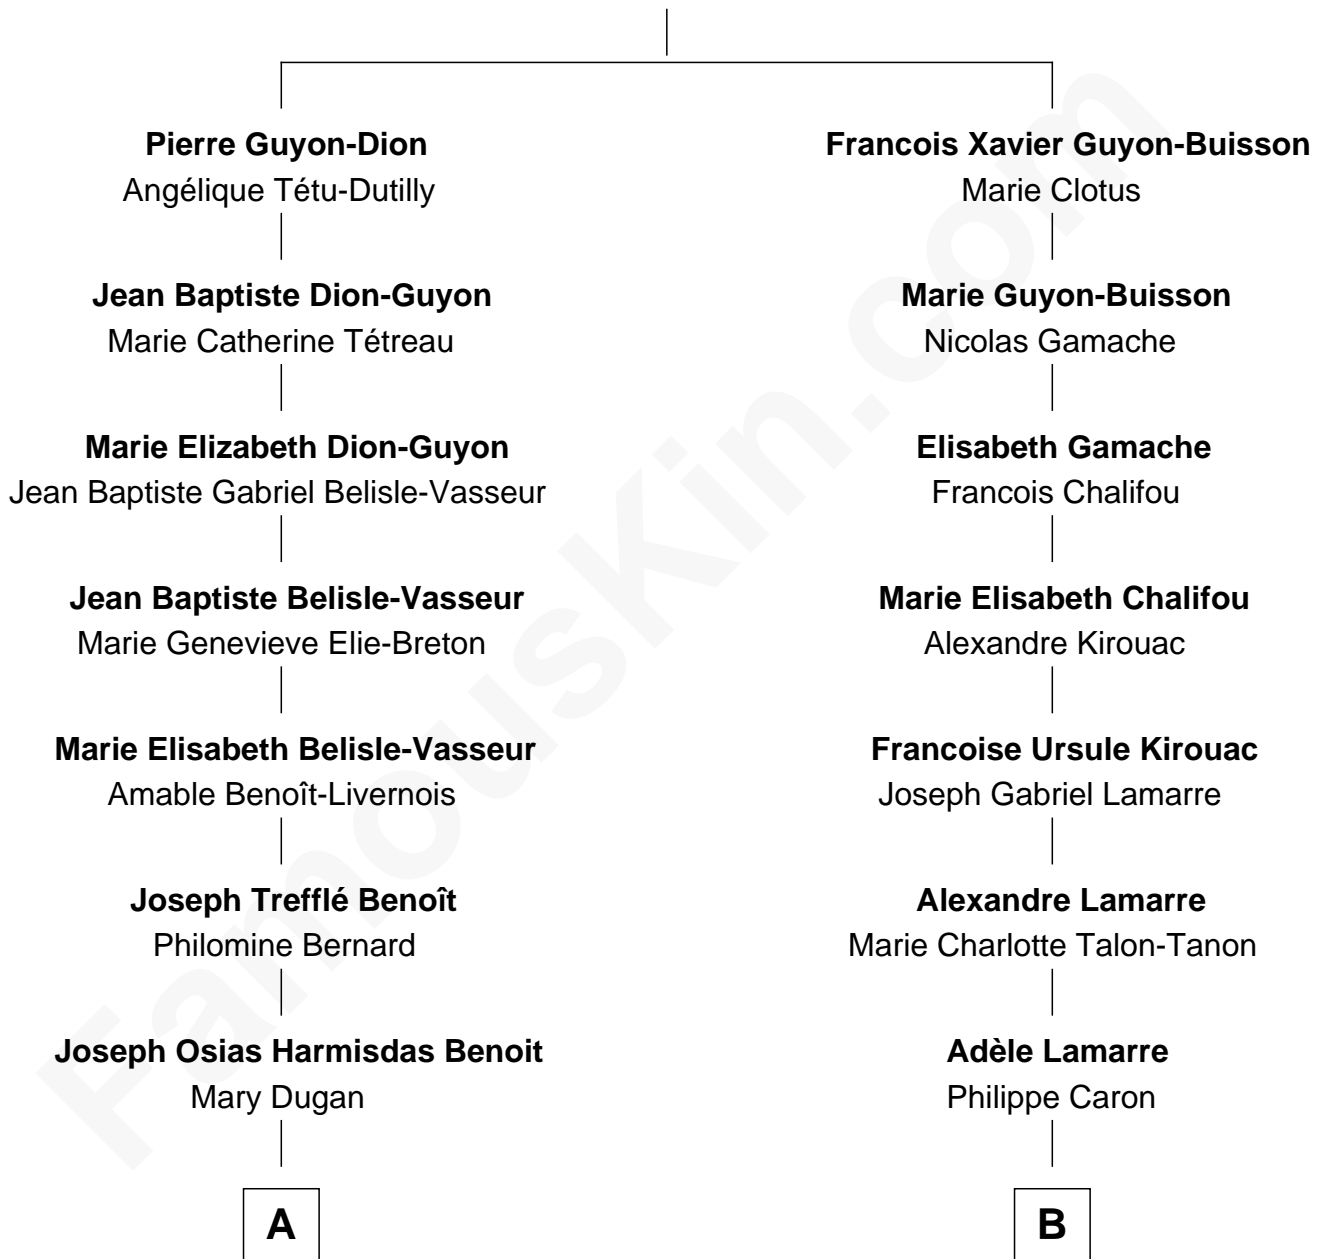 Pierre Guyon-Dion
Angélique Tétu-Dutilly
Jean Baptiste Dion-Guyon
Marie Catherine Tétreau
Marie Elizabeth Dion-Guyon
Jean Baptiste Gabriel Belisle-Vasseur
Jean Baptiste Belisle-Vasseur
Marie Genevieve Elie-Breton
Marie Elisabeth Belisle-Vasseur
Amable Benoît-Livernois
Joseph Trefflé Benoît
Philomine Bernard
Joseph Osias Harmisdas Benoit
Mary Dugan
A
Francois Xavier Guyon-Buisson
Marie Clotus
Marie Guyon-Buisson
Nicolas Gamache
Elisabeth Gamache
Francois Chalifou
Marie Elisabeth Chalifou
Alexandre Kirouac
Francoise Ursule Kirouac
Joseph Gabriel Lamarre
Alexandre Lamarre
Marie Charlotte Talon-Tanon
Adèle Lamarre
Philippe Caron
B
FamousKin.com